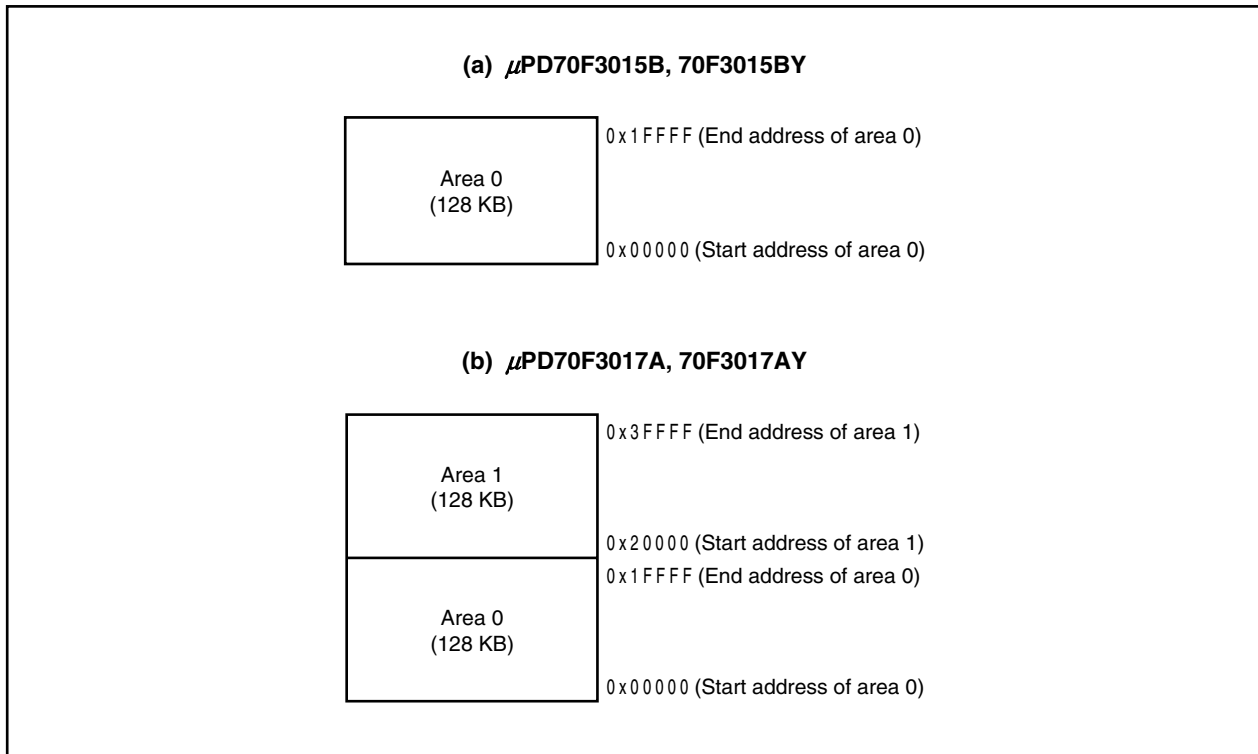 (a) μPD70F3015B, 70F3015BY
0x1FFFF (End address of area 0)
Area 0
(128 KB)
0x00000 (Start address of area 0)
(b) μPD70F3017A, 70F3017AY
0x3FFFF (End address of area 1)
Area 1
(128 KB)
0x20000 (Start address of area 1)
0x1FFFF (End address of area 0)
Area 0
(128 KB)
0x00000 (Start address of area 0)